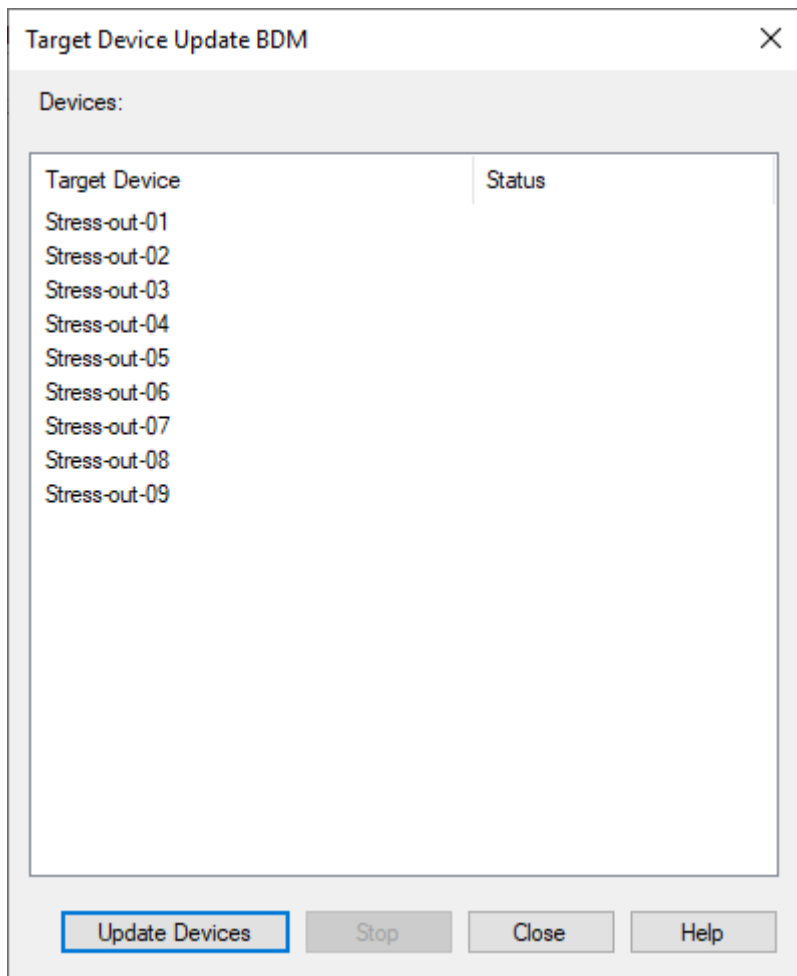 Target Device Update BDM
Devices:
Target Device Status
Stress-out-01
Stress-out-02
Stress-out-03
Stress-out-04
Stress-out-05
Stress-out-06
Stress-out-07
Stress-out-08
Stress-out-09
Update Devices Stop Close Help